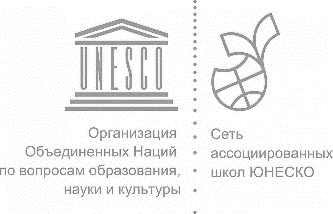 UNESCO
Организация
Объединенных Наций
по вопросам образования,
науки и культуры
Сеть
ассоциированных
школ ЮНЕСКО